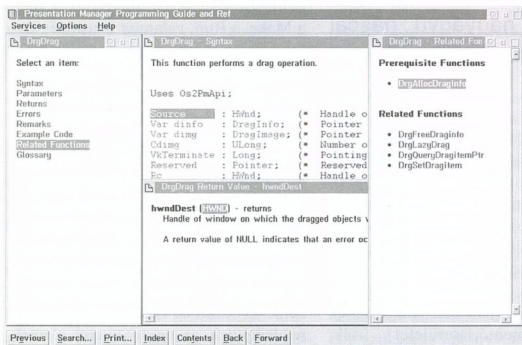 Presentation Manager Programming Guide and Ref
Services Options Help
DrgDrag
Select an item:
Syntax
Parameters
Returns
Errors
Remarks
Example Code
Related Functions
Glossary
DrgDrag - Syntax
This function performs a drag operation.
Uses Os2PmApi;
Source : HWnd; (* Handle o
Var dinfo : DragInfo; (* Pointer
Var dimg : DragImage; (* Pointer
Cdimg : ULong; (* Number o
VkTerminate : Long; (* Pointing
Reserved : Pointer; (* Reserved
Rc : HWnd; (* Handle o
DrgDrag Return Value - hwndDest
hwndDest (HWND) - returns
Handle of window on which the dragged objects w
A return value of NULL indicates that an error oc
DrgDrag - Related Fun
Prerequisite Functions
• DrgAllocDraginfo
Related Functions
• DrgFreeDraginfo
• DrgLazyDrag
• DrgQueryDragitemPtr
• DrgSetDragitem
Previous Search... Print... Index Contents Back Forward